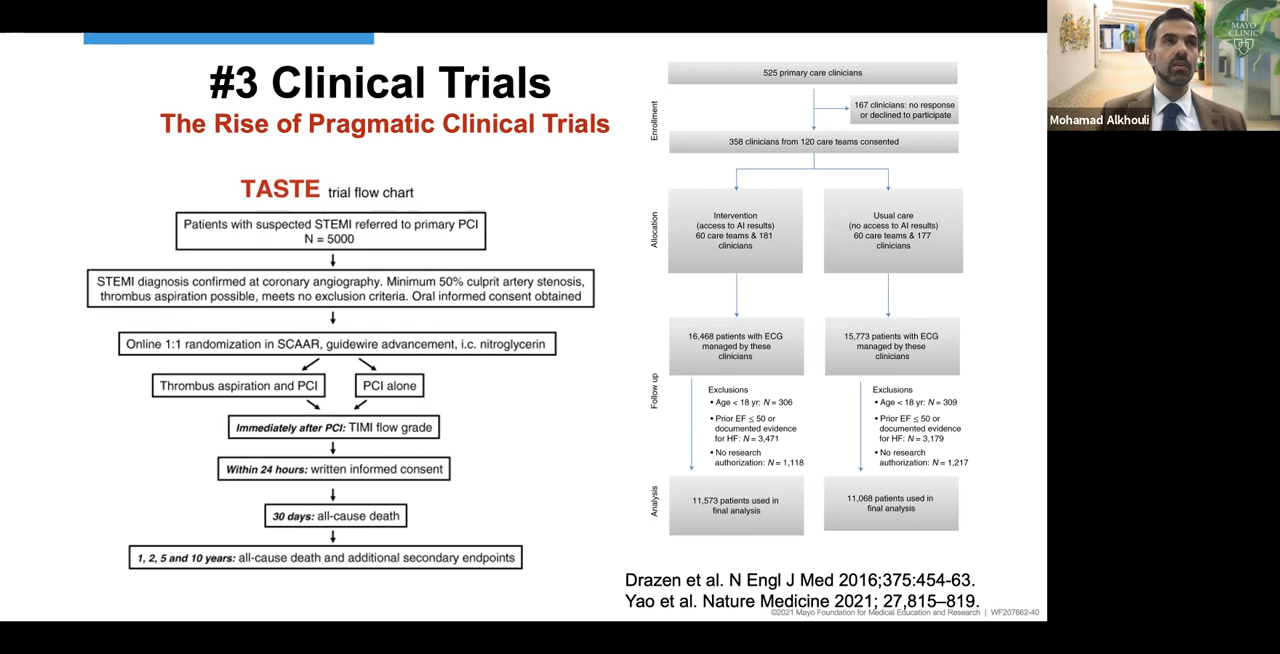 #3 Clinical Trials
The Rise of Pragmatic Clinical Trials
TASTE trial flow chart
Patients with suspected STEMI referred to primary PCI
N = 5000
STEMI diagnosis confirmed at coronary angiography. Minimum 50% culprit artery stenosis,
thrombus aspiration possible, meets no exclusion criteria. Oral informed consent obtained
Online 1:1 randomization in SCAAR, guidewire advancement, i.c. nitroglycerin
Thrombus aspiration and PCI
PCI alone
Immediately after PCI: TIMI flow grade
Within 24 hours: written informed consent
30 days: all-cause death
1, 2, 5 and 10 years: all-cause death and additional secondary endpoints
Enrollment
525 primary care clinicians
167 clinicians: no response
or declined to participate
358 clinicians from 120 care teams consented
Allocation
Intervention
(access to AI results)
60 care teams & 181
clinicians
Usual care
(no access to AI results)
60 care teams & 177
clinicians
Follow up
16,468 patients with ECG
managed by these
clinicians
15,773 patients with ECG
managed by these
clinicians
Exclusions
• Age < 18 yr: N = 306
• Prior EF ≤ 50 or
documented evidence
for HF: N = 3,471
• No research
authorization: N = 1,118
Exclusions
• Age < 18 yr: N = 309
• Prior EF ≤ 50 or
documented evidence
for HF: N = 3,179
• No research
authorization: N = 1,217
Analysis
11,573 patients used in
final analysis
11,068 patients used in
final analysis
Drazen et al. N Engl J Med 2016;375:454-63.
Yao et al. Nature Medicine 2021; 27,815–819.
©2021 Mayo Foundation for Medical Education and Research | WF207662-40
MAYO
CLINIC
Mohamad Alkhouli